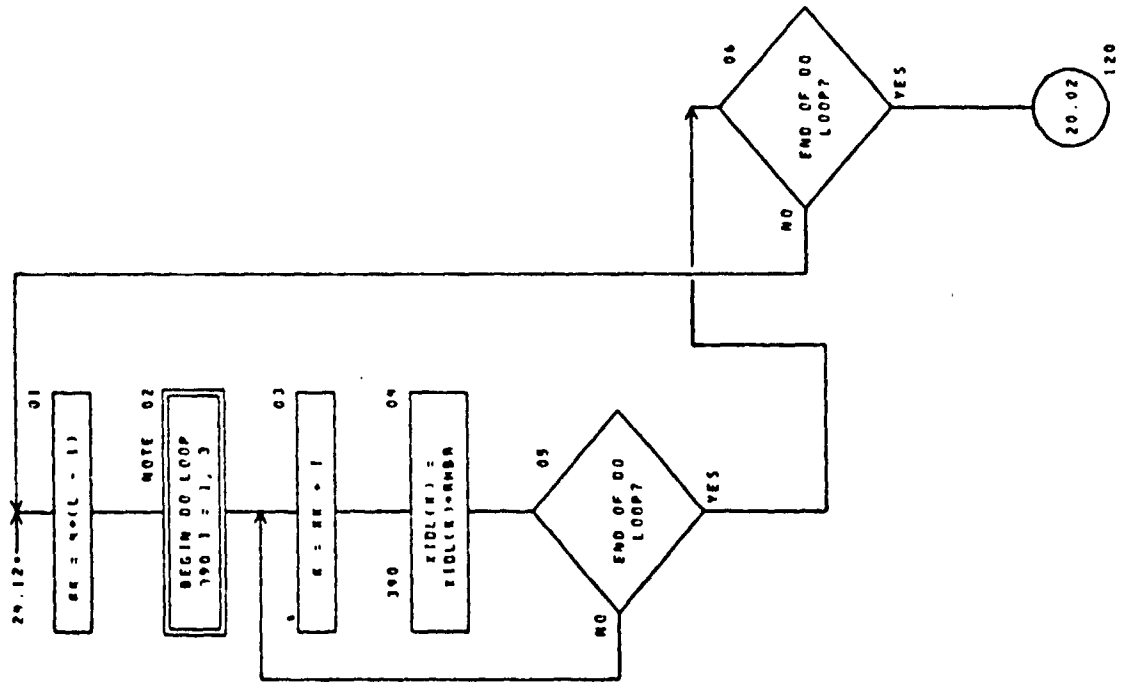 24.12*
01
KK = 4*(L - 1)
NOTE 02
BEGIN DO LOOP
390 I = 1, 3
03
K = KK + I
04
390
XIDL(K) =
XIDL(K)*RMBR
05
END OF DO
LOOP?
NO
YES
06
END OF DO
LOOP?
NO
YES
20.02
120